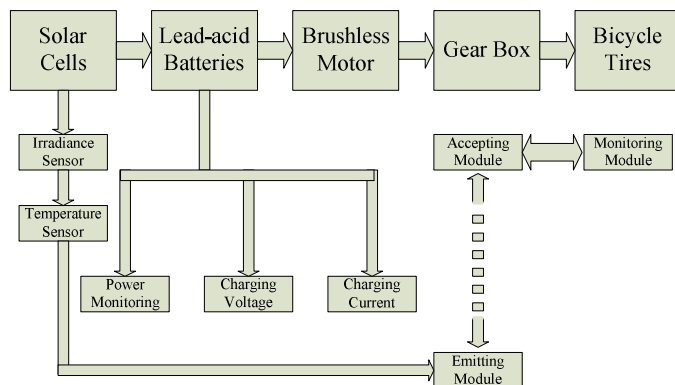 Solar
Cells
Lead-acid
Batteries
Brushless
Motor
Gear Box
Bicycle
Tires
Irradiance
Sensor
Accepting
Module
Monitoring
Module
Temperature
Sensor
Power
Monitoring
Charging
Voltage
Charging
Current
Emitting
Module